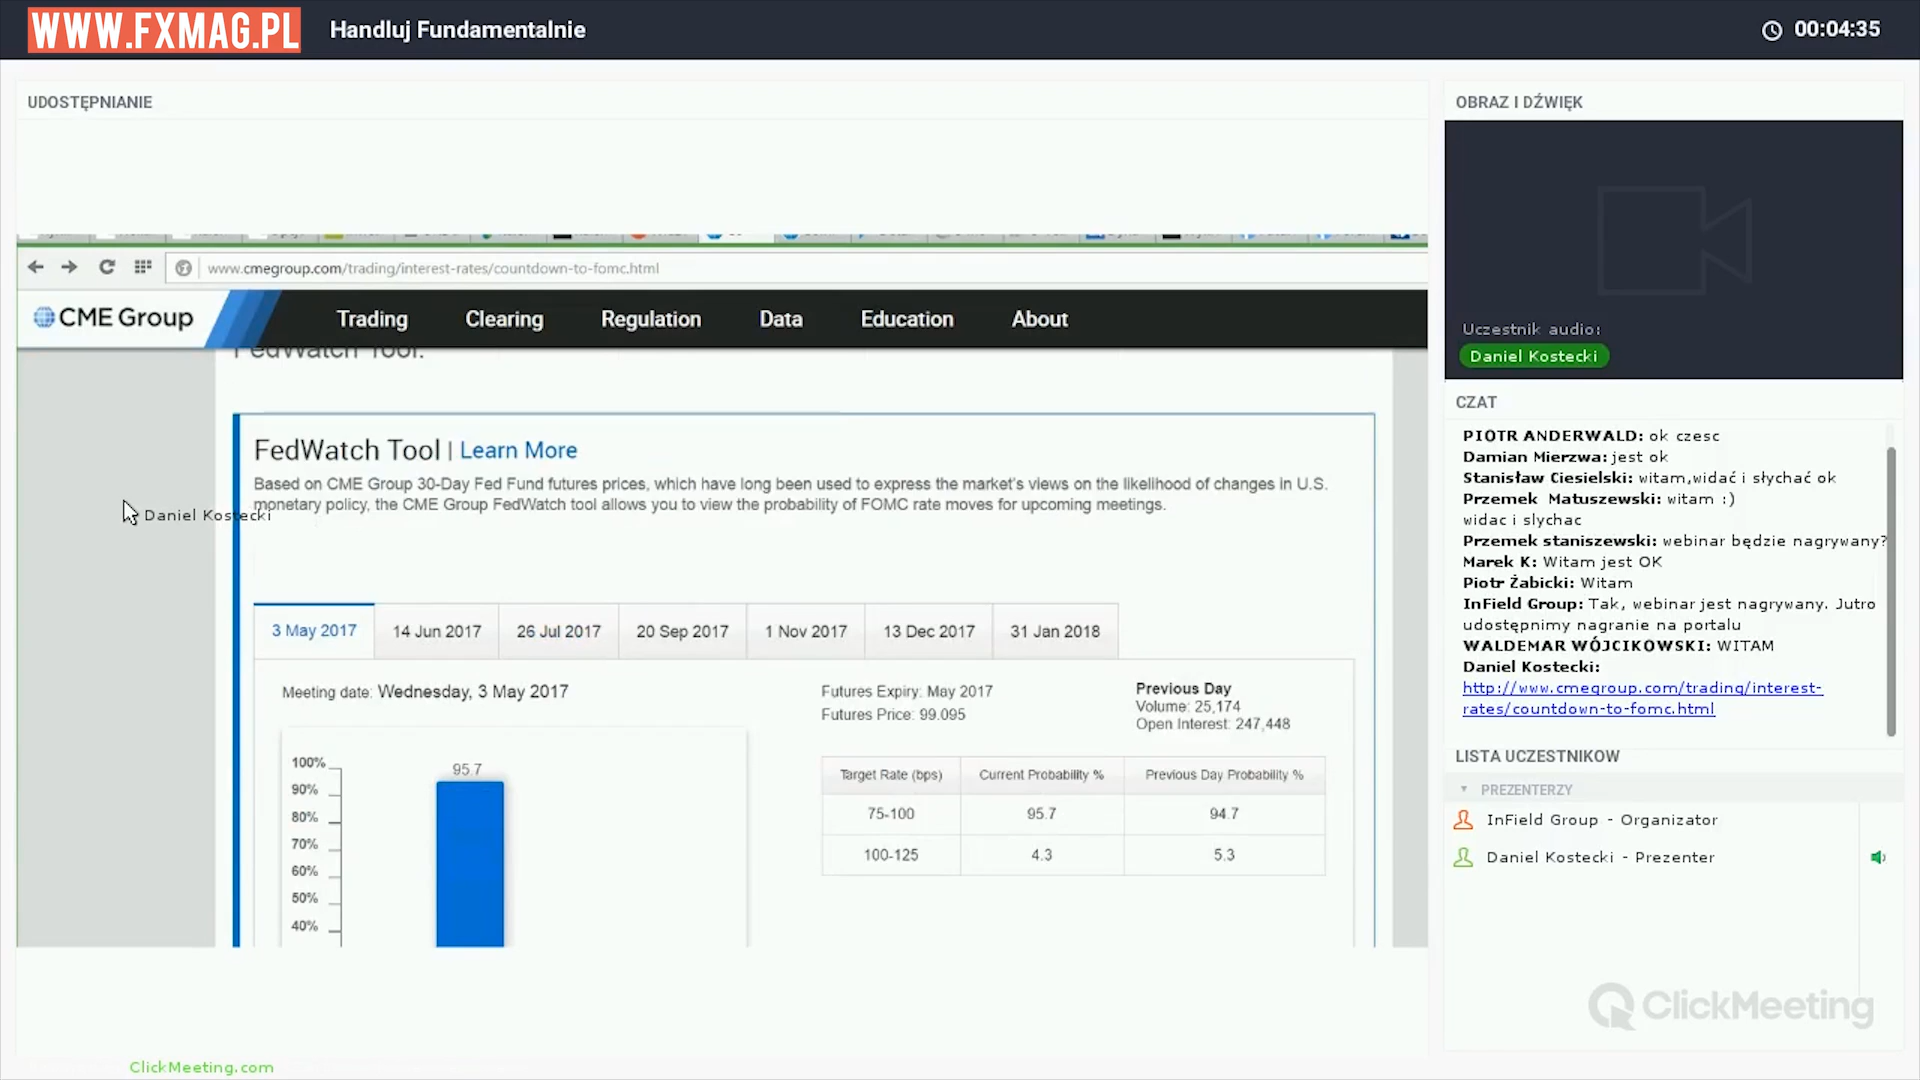 WWW.FXMAG.PL
Handluj Fundamentalnie
00:04:35
UDOSTĘPNIANIE
www.cmegroup.com/trading/interest-rates/countdown-to-fomc.html
CME Group
Trading
Clearing
Regulation
Data
Education
About
FedWatch Tool.
FedWatch Tool | Learn More
Based on CME Group 30-Day Fed Fund futures prices, which have long been used to express the market's views on the likelihood of changes in U.S.
monetary policy, the CME Group FedWatch tool allows you to view the probability of FOMC rate moves for upcoming meetings.
Daniel Kostecki
3 May 2017
14 Jun 2017
26 Jul 2017
20 Sep 2017
1 Nov 2017
13 Dec 2017
31 Jan 2018
Meeting date: Wednesday, 3 May 2017
Futures Expiry: May 2017
Futures Price: 99.095
Previous Day
Volume: 25,174
Open Interest: 247,448
100%
90%
80%
70%
60%
50%
40%
95.7
Target Rate (bps) Current Probability % Previous Day Probability %
75-100 95.7 94.7
100-125 4.3 5.3
OBRAZ I DŹWIĘK
Uczestnik audio:
Daniel Kostecki
CZAT
PIOTR ANDERWALD: ok czesc
Damian Mierzwa: jest ok
Stanisław Ciesielski: witam,widać i słychać ok
Przemek Matuszewski: witam :)
widac i slychac
Przemek staniszewski: webinar będzie nagrywany?
Marek K: Witam jest OK
Piotr Żabicki: Witam
InField Group: Tak, webinar jest nagrywany. Jutro
udostępnimy nagranie na portalu
WALDEMAR WÓJCIKOWSKI: WITAM
Daniel Kostecki:
http://www.cmegroup.com/trading/interest-
rates/countdown-to-fomc.html
LISTA UCZESTNIKOW
PREZENTERZY
InField Group - Organizator
Daniel Kostecki - Prezenter
ClickMeeting
ClickMeeting.com